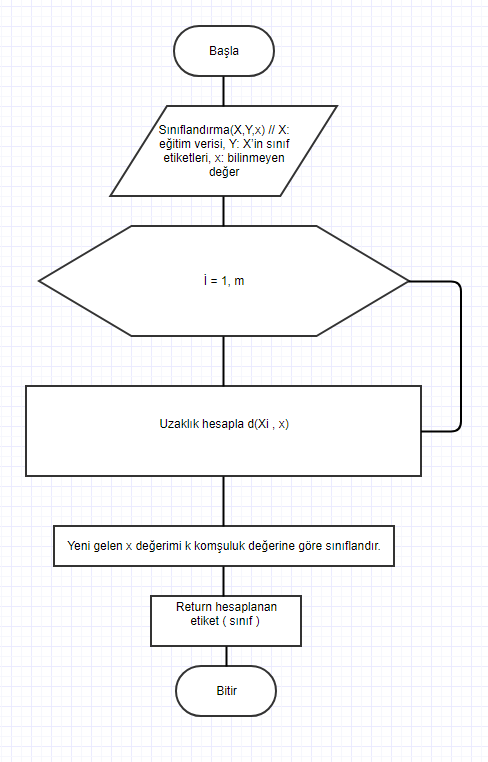 Başla
Sınıflandırma(X,Y,x) // X:
eğitim verisi, Y: X'in sınıf
etiketleri, x: bilinmeyen
değer
İ = 1, m
Uzaklık hesapla d(Xi , x)
Yeni gelen x değerimi k komşuluk değerine göre sınıflandır.
Return hesaplanan
etiket ( sınıf )
Bitir